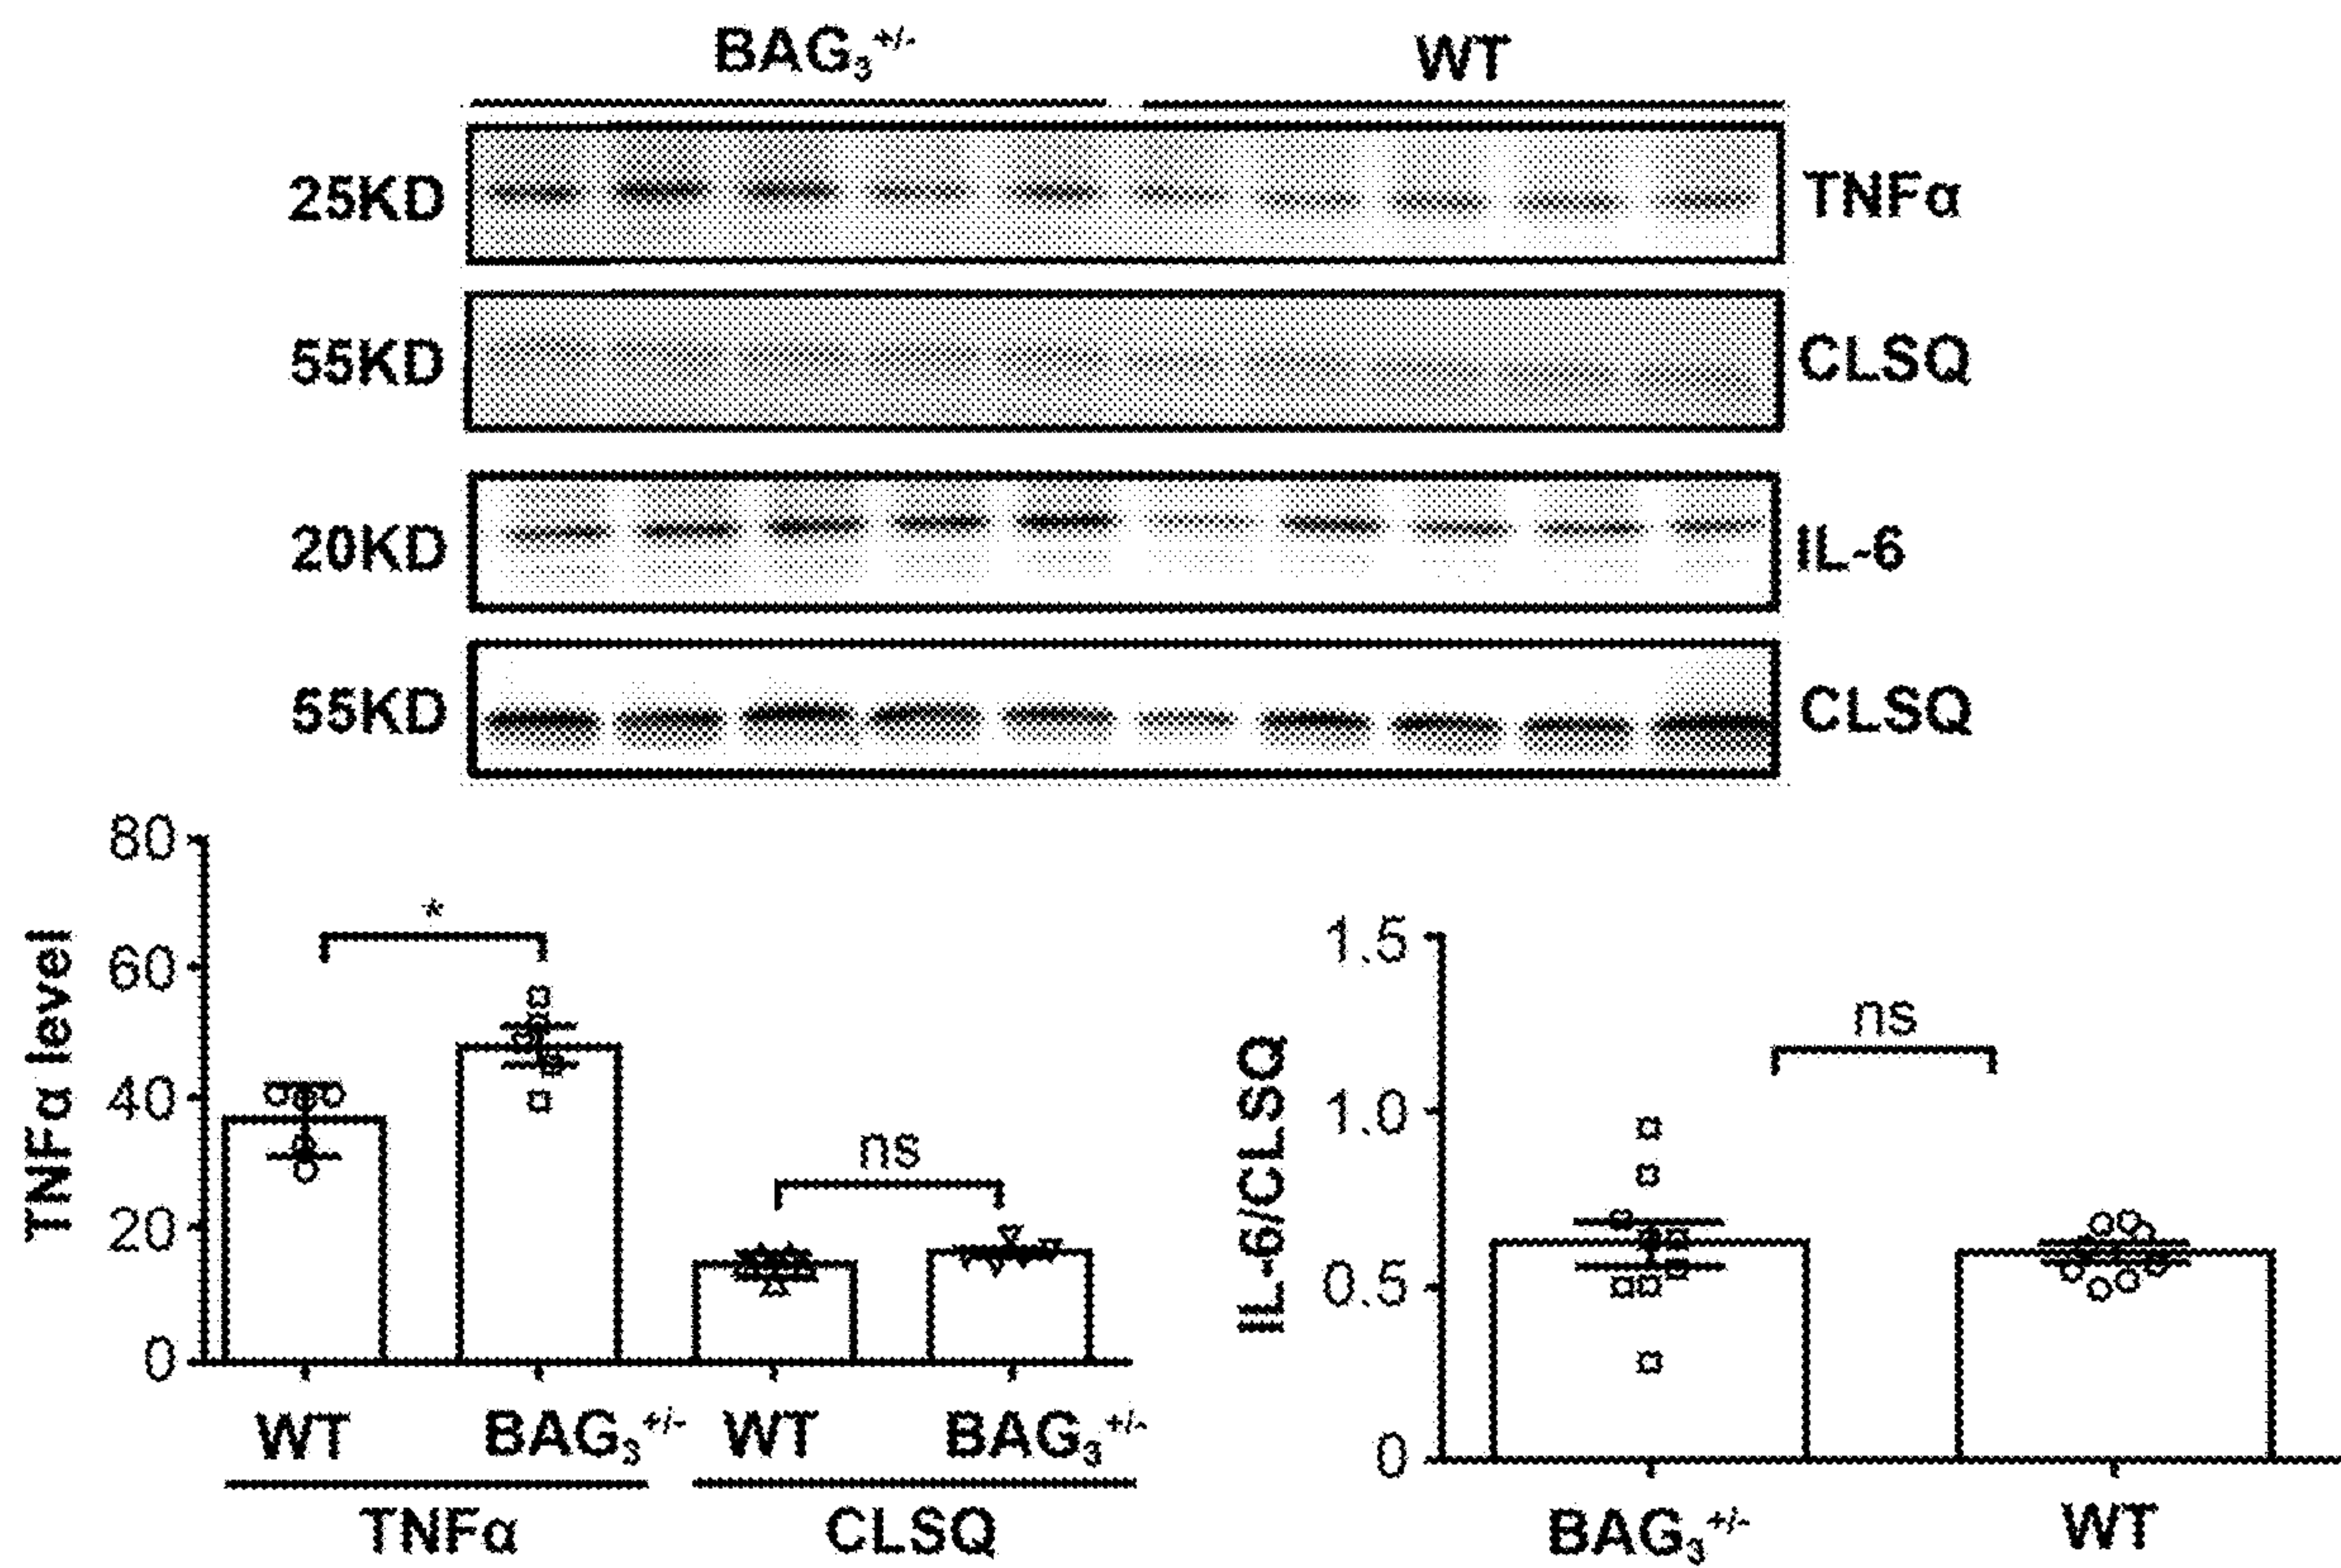 BAG₃⁺/⁻ WT
25KD TNFα
55KD CLSQ
20KD IL-6
55KD CLSQ
TNFα level
80
60
40
20
0
*
ns
WT BAG₃⁺/⁻ WT BAG₃⁺/⁻
TNFα CLSQ
IL-6/CLSQ
1.5
1.0
0.5
0
ns
BAG₃⁺/⁻ WT